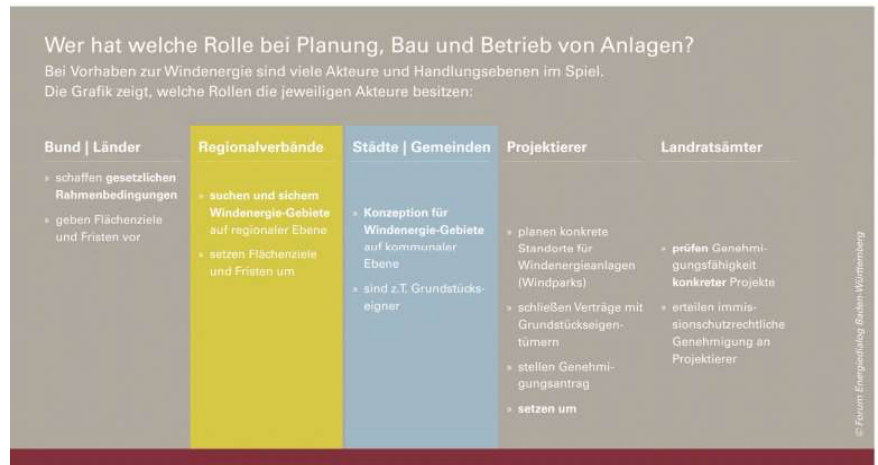 Wer hat welche Rolle bei Planung, Bau und Betrieb von Anlagen?
Bei Vorhaben zur Windenergie sind viele Akteure und Handlungsebenen im Spiel.
Die Grafik zeigt, welche Rollen die jeweiligen Akteure besitzen:
Bund | Länder
» schaffen gesetzlichen
Rahmenbedingungen
» geben Flächenziele
und Fristen vor
Regionalverbände
» suchen und sichern
Windenergie-Gebiete
auf regionaler Ebene
» setzen Flächenziele
und Fristen um
Städte | Gemeinden
» Konzeption für
Windenergie-Gebiete
auf kommunaler
Ebene
» sind z.T. Grundstücks-
eigner
Projektierer
» planen konkrete
Standorte für
Windenergieanlagen
(Windparks)
» schließen Verträge mit
Grundstückseigen-
tümern
» stellen Genehmi-
gungsantrag
» setzen um
Landratsämter
» prüfen Genehmi-
gungsfähigkeit
konkreter Projekte
» erteilen immis-
sionschutzrechtliche
Genehmigung an
Projektierer
© Forum Energiedialog Baden-Württemberg